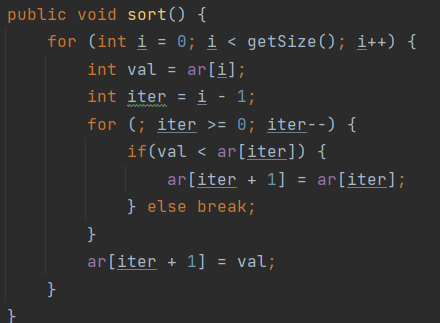 public void sort() {
for (int i = 0; i < getSize(); i++) {
int val = ar[i];
int iter = i - 1;
for (; iter >= 0; iter--) {
if(val < ar[iter]) {
ar[iter + 1] = ar[iter];
} else break;
}
ar[iter + 1] = val;
}
}